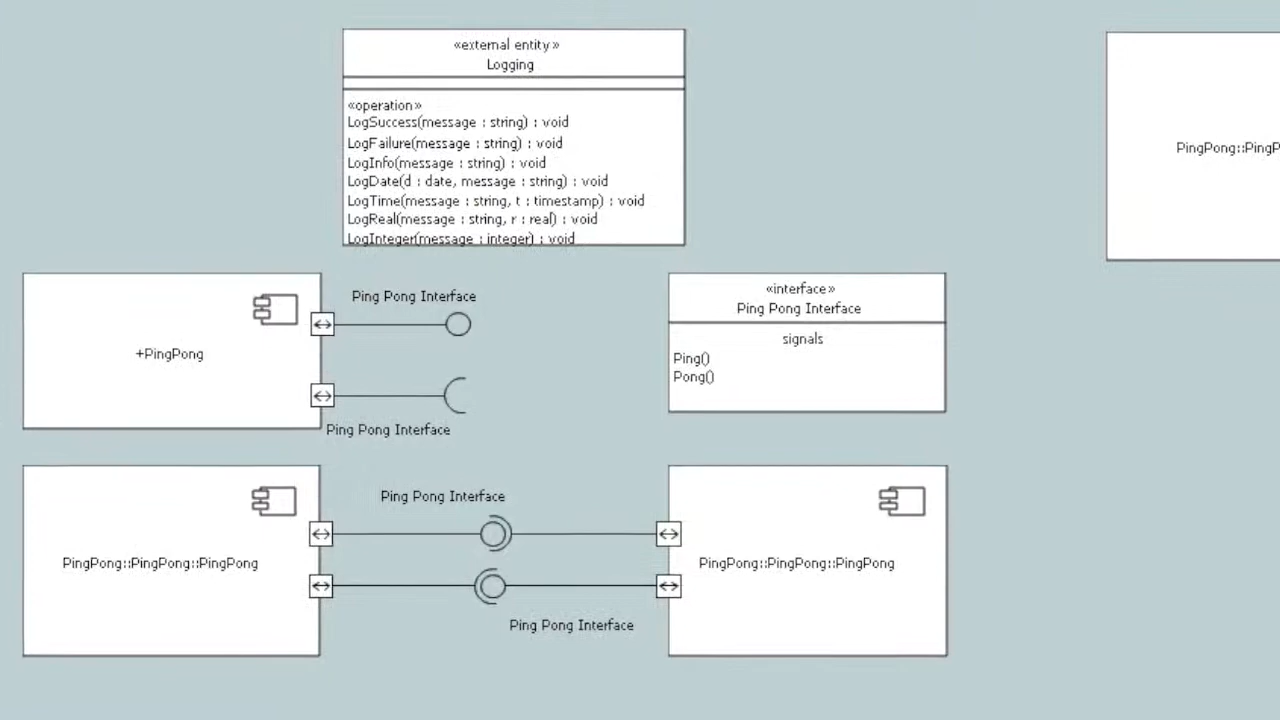 «external entity»
Logging
«operation»
LogSuccess(message : string) : void
LogFailure(message : string) : void
LogInfo(message : string) : void
LogDate(d : date, message : string) : void
LogTime(message : string, t : timestamp) : void
LogReal(message : string, r : real) : void
LogInteger(message : integer) : void
PingPong::PingP
Ping Pong Interface
+PingPong
Ping Pong Interface
«interface»
Ping Pong Interface
signals
Ping()
Pong()
Ping Pong Interface
PingPong::PingPong::PingPong
PingPong::PingPong::PingPong
Ping Pong Interface